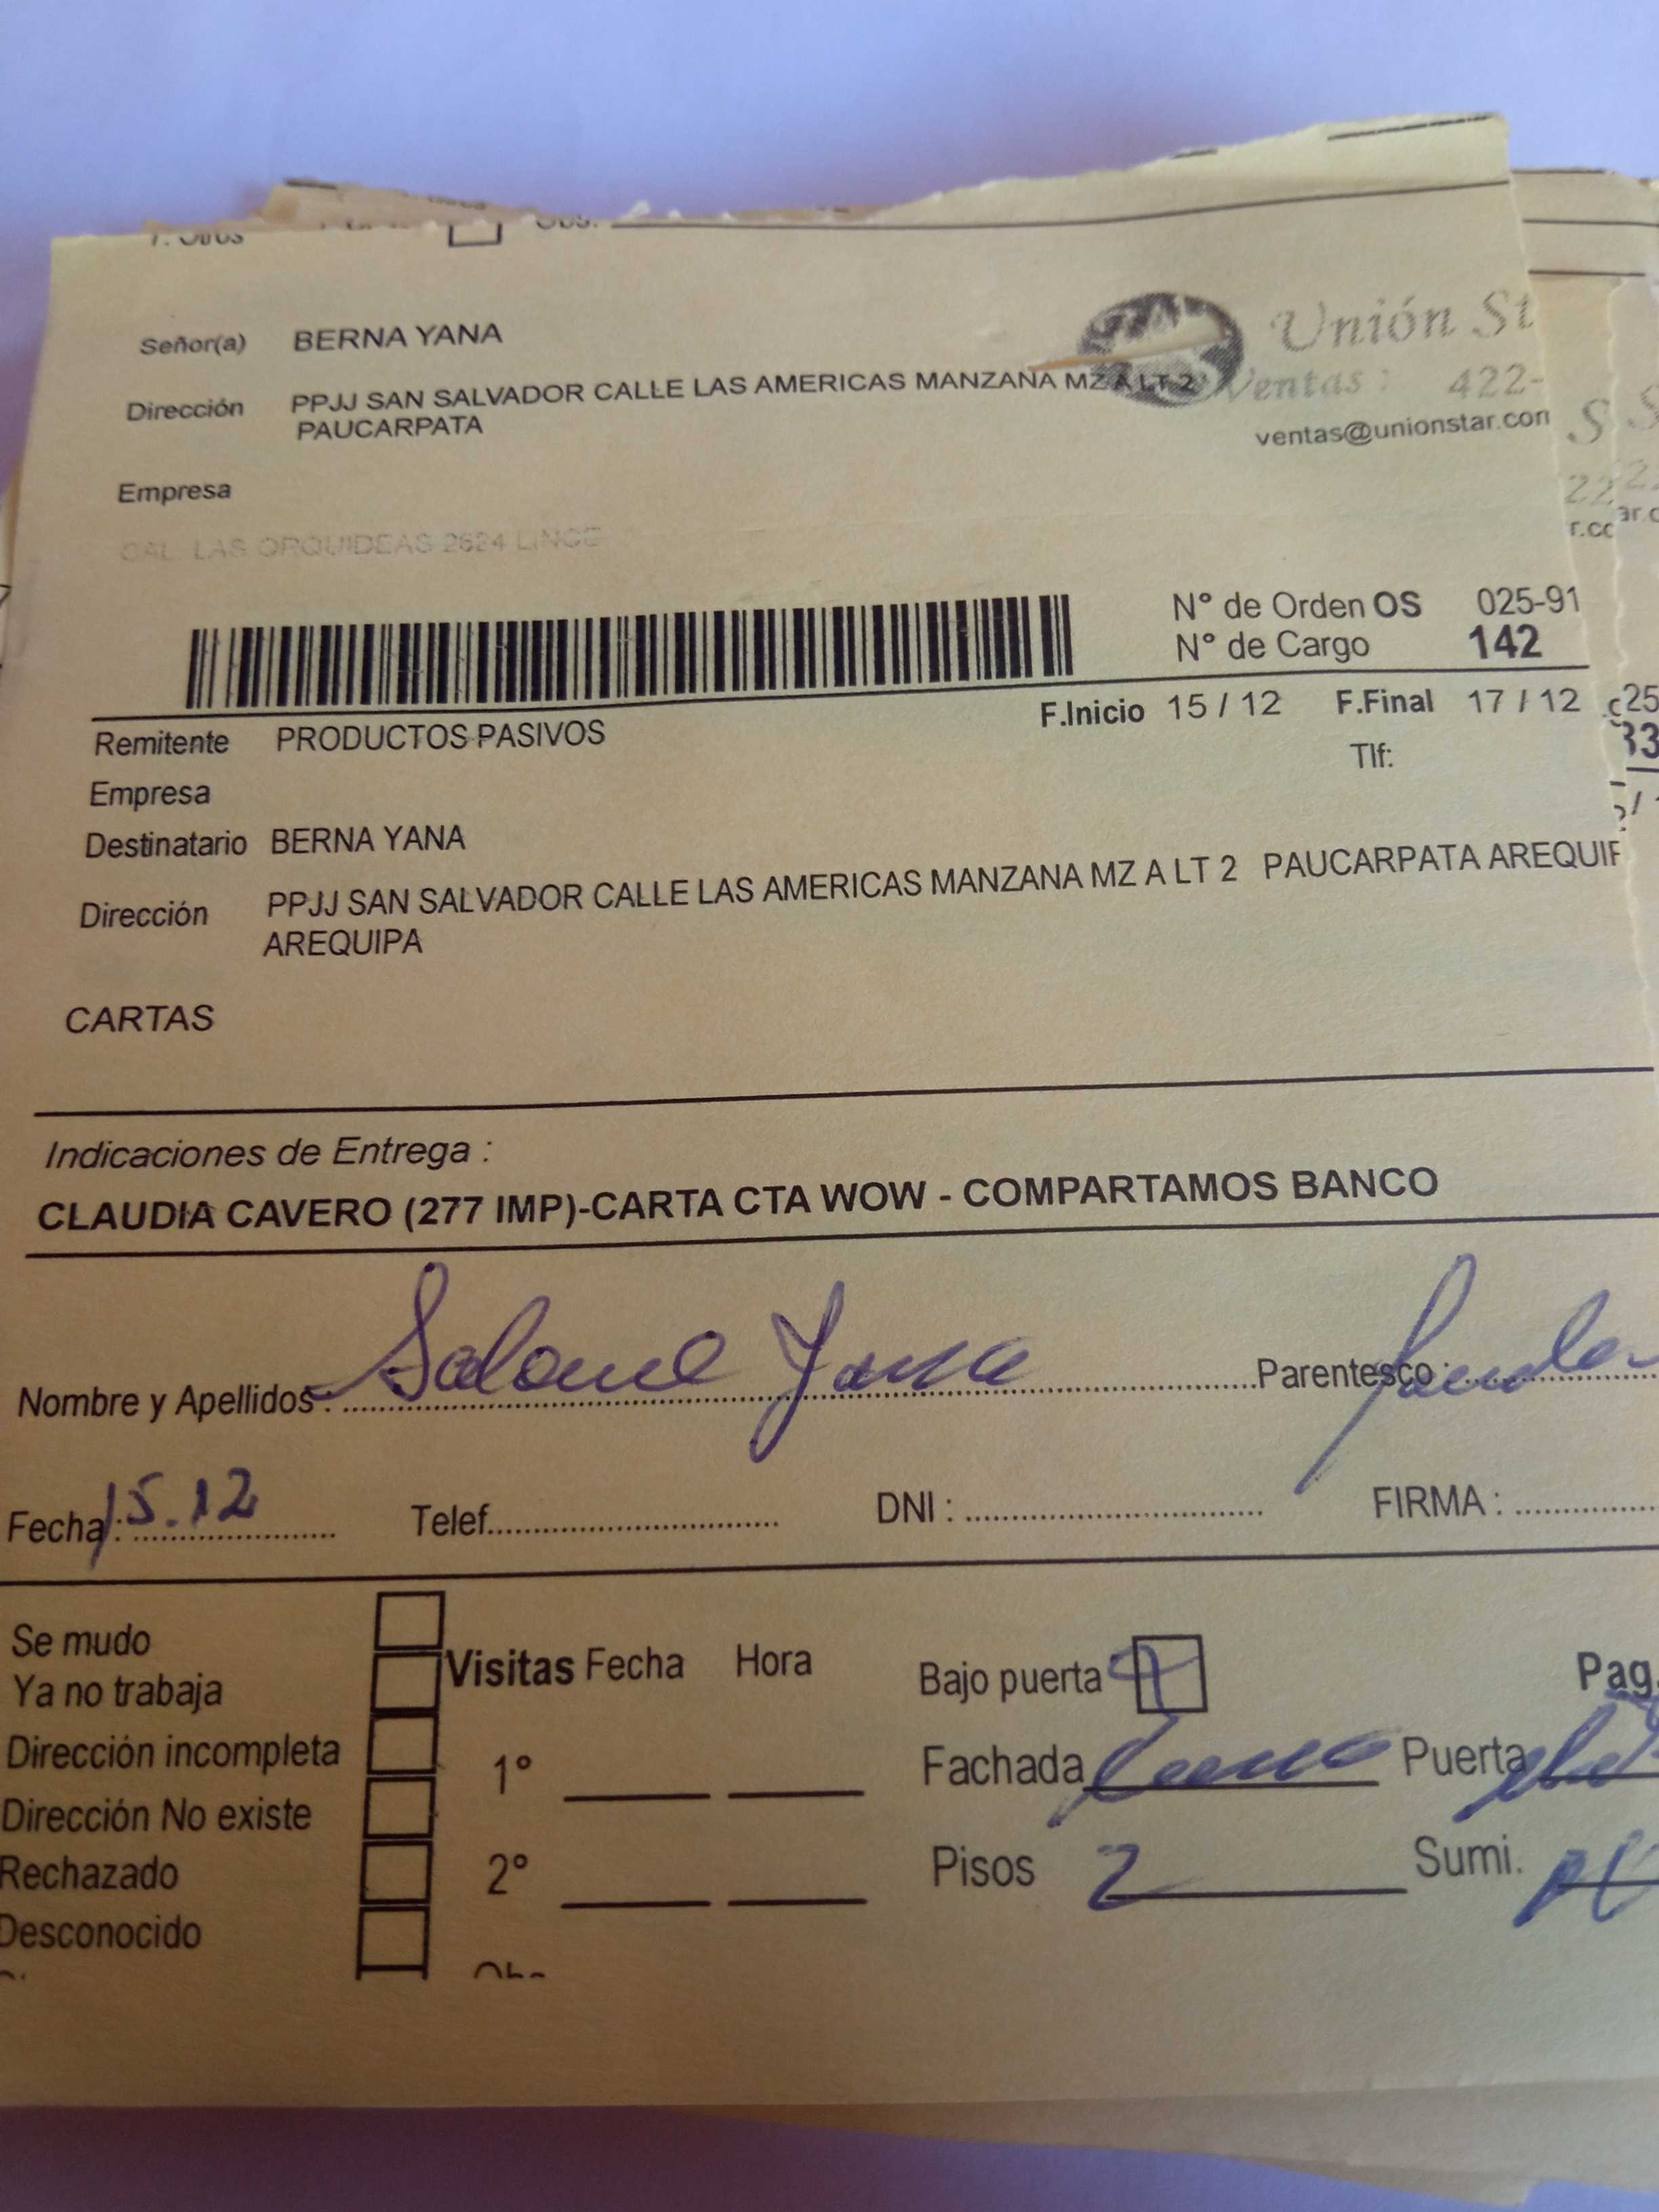 Señor(a) BERNA YANA
Unión St
Dirección PPJJ SAN SALVADOR CALLE LAS AMERICAS MANZANA MZ A LT 2
Ventas : 422-
PAUCARPATA
ventas@unionstar.com
Empresa
CAL. LAS ORQUIDEAS 2624 LINCE
N° de Orden OS 025-91
N° de Cargo 142
F.Inicio 15 / 12 F.Final 17 / 12
Remitente PRODUCTOS PASIVOS
Tlf:
Empresa
Destinatario BERNA YANA
Dirección PPJJ SAN SALVADOR CALLE LAS AMERICAS MANZANA MZ A LT 2 PAUCARPATA AREQUIP
AREQUIPA
CARTAS
Indicaciones de Entrega :
CLAUDIA CAVERO (277 IMP)-CARTA CTA WOW - COMPARTAMOS BANCO
Nombre y Apellidos: Salome Yana Parentesco :
Fecha: 15.12 Telef. DNI : FIRMA :
Se mudo
Ya no trabaja
Visitas Fecha Hora
Bajo puerta
Pag.
Dirección incompleta
1°
Fachada
Puerta
Dirección No existe
Rechazado
2°
Pisos 2
Sumi.
Desconocido